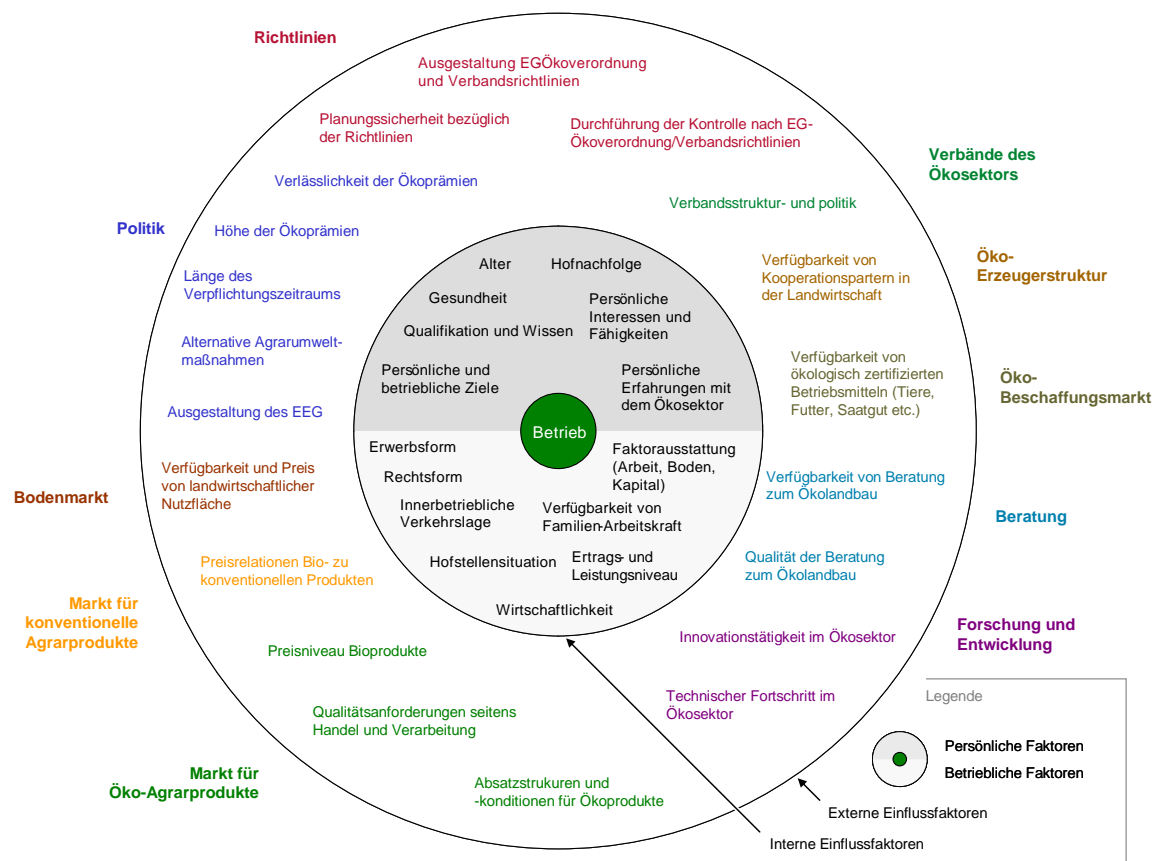 Richtlinien
Ausgestaltung EGÖkoverordnung
und Verbandsrichtlinien
Planungssicherheit bezüglich
der Richtlinien
Durchführung der Kontrolle nach EG-
Ökoverordnung/Verbandsrichtlinien
Verbände des
Ökosektors
Verlässlichkeit der Ökoprämien
Verbandsstruktur- und politik
Politik
Höhe der Ökoprämien
Länge des
Verpflichtungszeitraums
Alternative Agrarumwelt-
maßnahmen
Ausgestaltung des EEG
Verfügbarkeit von
Kooperationspartern in
der Landwirtschaft
Öko-
Erzeugerstruktur
Verfügbarkeit von
ökologisch zertifizierten
Betriebsmitteln (Tiere,
Futter, Saatgut etc.)
Öko-
Beschaffungsmarkt
Alter
Hofnachfolge
Gesundheit
Persönliche
Interessen und
Fähigkeiten
Qualifikation und Wissen
Persönliche und
betriebliche Ziele
Persönliche
Erfahrungen mit
dem Ökosektor
Betrieb
Erwerbsform
Rechtsform
Faktorausstattung
(Arbeit, Boden,
Kapital)
Innerbetriebliche
Verkehrslage
Verfügbarkeit von
Familien-Arbeitskraft
Hofstellensituation
Ertrags- und
Leistungsniveau
Wirtschaftlichkeit
Bodenmarkt
Verfügbarkeit und Preis
von landwirtschaftlicher
Nutzfläche
Verfügbarkeit von Beratung
zum Ökolandbau
Beratung
Qualität der Beratung
zum Ökolandbau
Preisrelationen Bio- zu
konventionellen Produkten
Markt für
konventionelle
Agrarprodukte
Innovationstätigkeit im Ökosektor
Forschung und
Entwicklung
Technischer Fortschritt im
Ökosektor
Preisniveau Bioprodukte
Qualitätsanforderungen seitens
Handel und Verarbeitung
Markt für
Öko-Agrarprodukte
Absatzstrukuren und
-konditionen für Ökoprodukte
Legende
Persönliche Faktoren
Betriebliche Faktoren
Externe Einflussfaktoren
Interne Einflussfaktoren